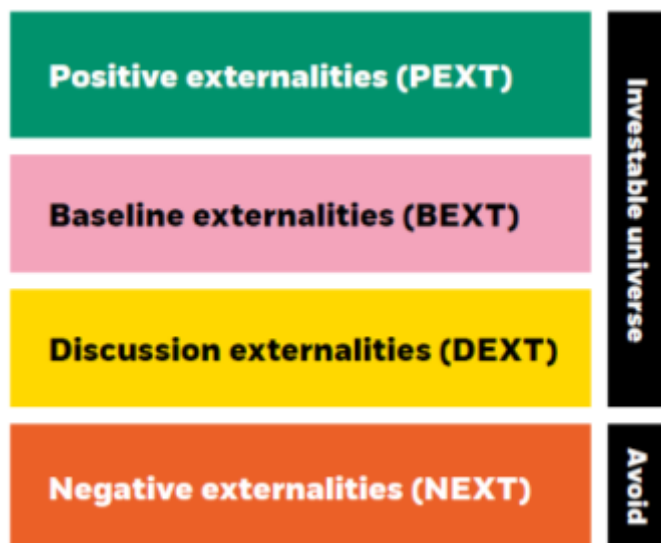 Positive externalities (PEXT)
Baseline externalities (BEXT)
Discussion externalities (DEXT)
Investable universe
Negative externalities (NEXT)
Avoid